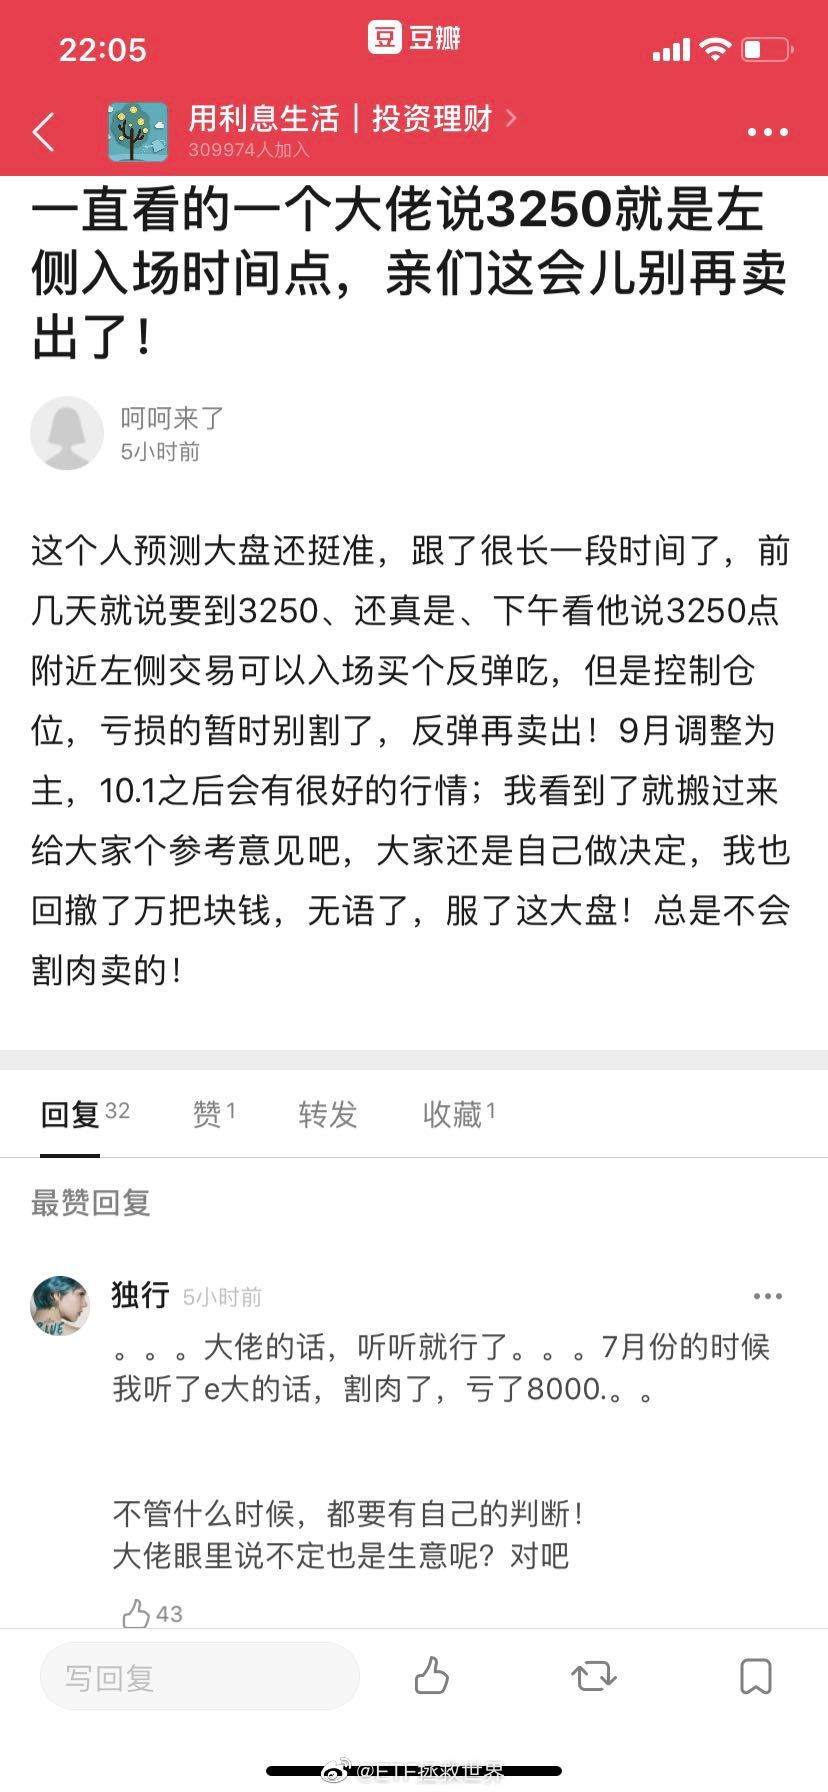 22:05
豆 豆瓣
用利息生活 | 投资理财
309974人加入
一直看的一个大佬说3250就是左
侧入场时间点，亲们这会儿别再卖
出了！
呵呵来了
5小时前
这个人预测大盘还挺准，跟了很长一段时间了，前
几天就说要到3250、还真是、下午看他说3250点
附近左侧交易可以入场买个反弹吃，但是控制仓
位，亏损的暂时别割了，反弹再卖出！9月调整为
主，10.1之后会有很好的行情；我看到了就搬过来
给大家个参考意见吧，大家还是自己做决定，我也
回撤了万把块钱，无语了，服了这大盘！总是不会
割肉卖的！
回复 32 赞 1 转发 收藏 1
最赞回复
独行 5小时前
。。。大佬的话，听听就行了。。。7月份的时候
我听了e大的话，割肉了，亏了8000.。。
不管什么时候，都要有自己的判断！
大佬眼里说不定也是生意呢？对吧
43
写回复
@ETF拯救世界